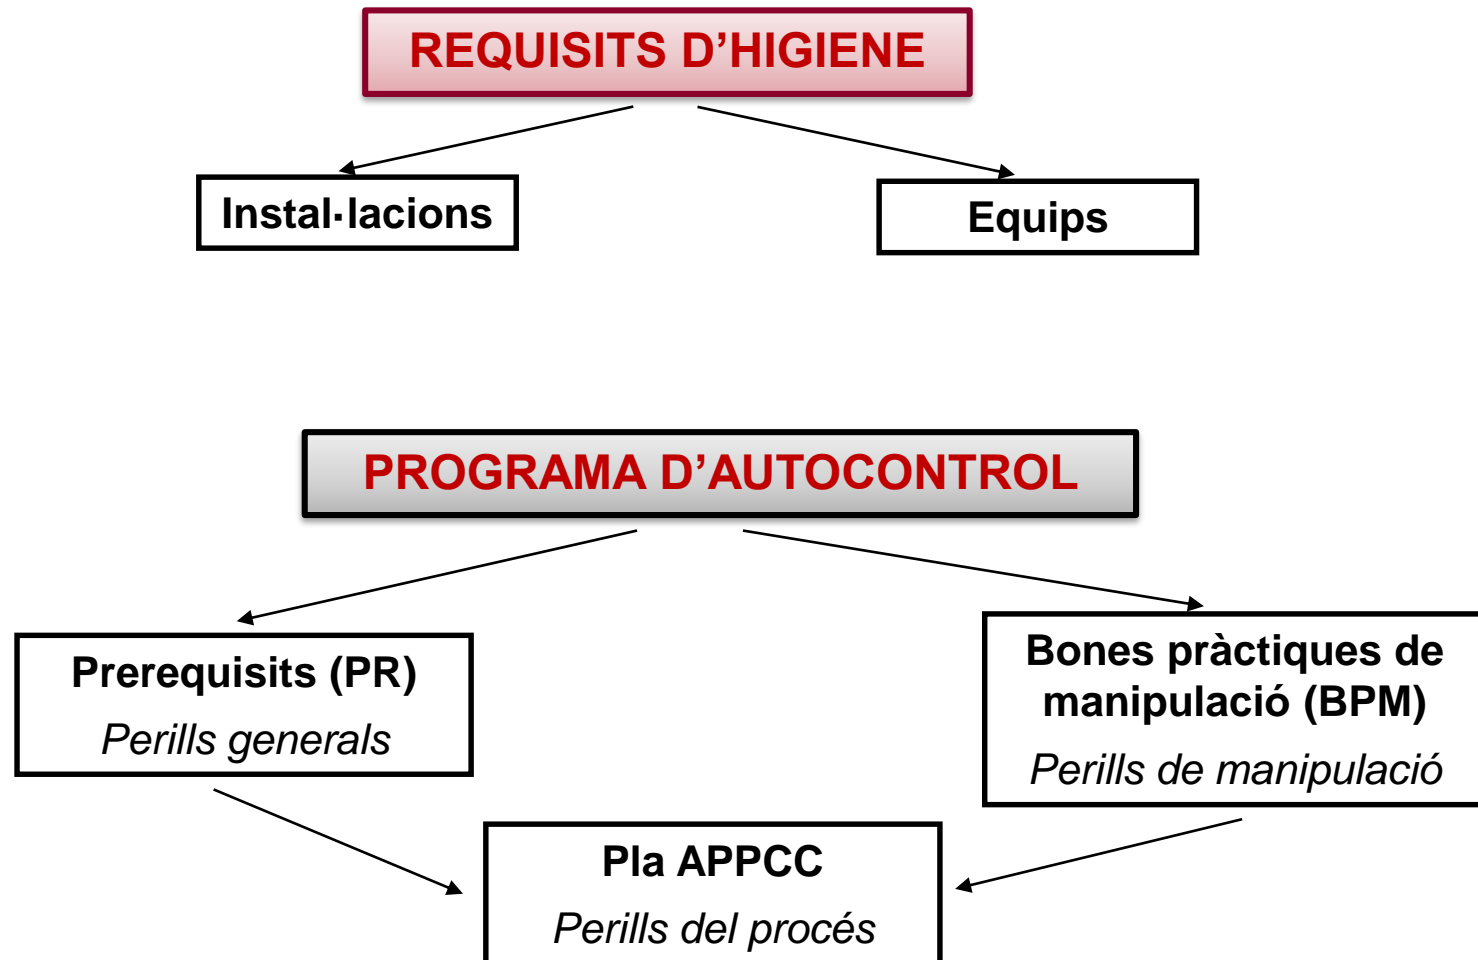 REQUISITS D’HIGIENE
Instal·lacions
Equips
PROGRAMA D’AUTOCONTROL
Prerequisits (PR)
Perills generals
Bones pràctiques de
manipulació (BPM)
Perills de manipulació
Pla APPCC
Perills del procés